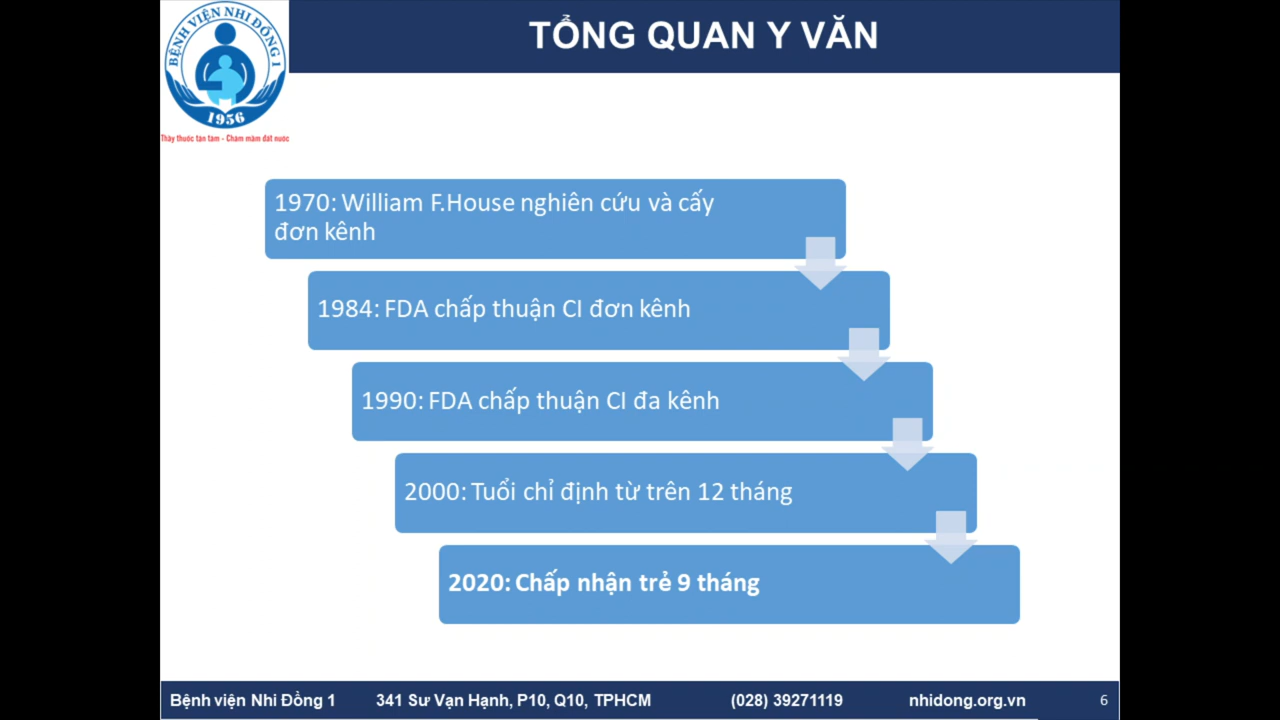 BỆNH VIỆN NHI ĐỒNG 1
1956
Thầy thuốc tận tâm - Chăm mầm đất nước
TỔNG QUAN Y VĂN
1970: William F.House nghiên cứu và cấy
đơn kênh
1984: FDA chấp thuận CI đơn kênh
1990: FDA chấp thuận CI đa kênh
2000: Tuổi chỉ định từ trên 12 tháng
2020: Chấp nhận trẻ 9 tháng
Bệnh viện Nhi Đồng 1 341 Sư Vạn Hạnh, P10, Q10, TPHCM (028) 39271119 nhidong.org.vn 6